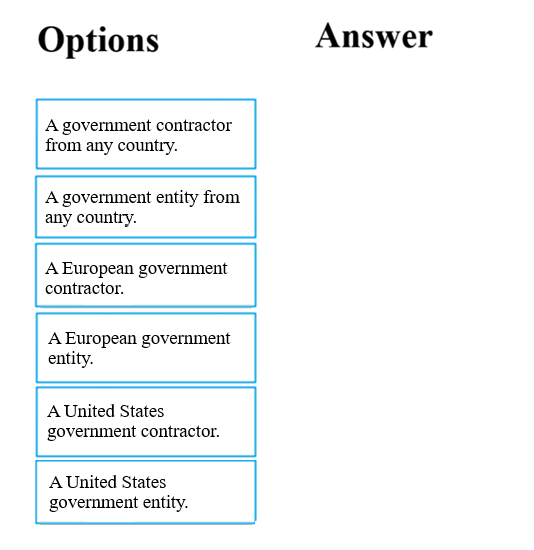 Options
Answer
A government contractor
from any country.
A government entity from
any country.
A European government
contractor.
A European government
entity.
A United States
government contractor.
A United States
government entity.